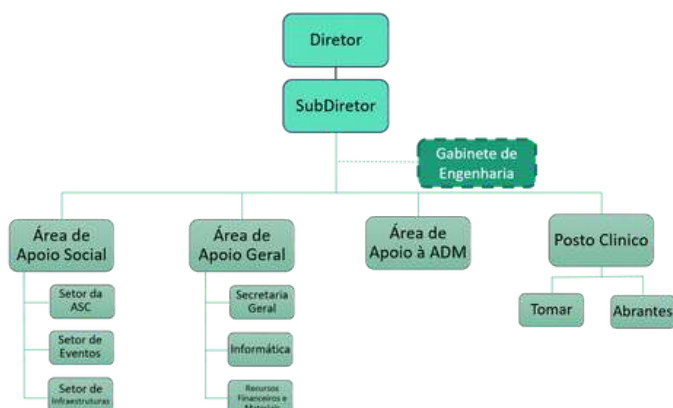 Diretor
SubDiretor
Gabinete de
Engenharia
Área de
Apoio Social
Área de
Apoio Geral
Área de
Apoio à ADM
Posto Clinico
Setor da
ASC
Secretaria
Geral
Tomar
Abrantes
Setor de
Eventos
Informática
Setor de
Infraestruturas
Recursos
Financeiros e